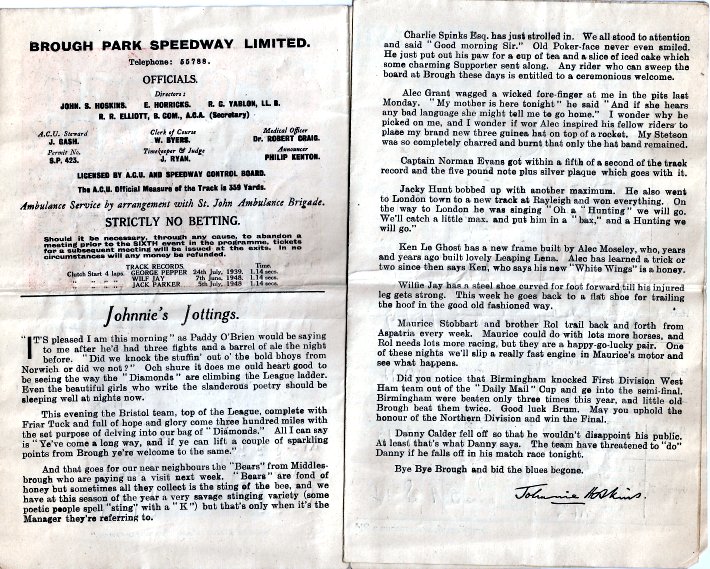 BROUGH PARK SPEEDWAY LIMITED.
Telephone: 55788.
OFFICIALS.
Directors:
JOHN. S. HOSKINS. E. HORRICKS. R. G. YABLON, LL. B.
R. R. ELLIOTT, B. COM., A.C.A. (Secretary)
A.C.U. Steward
J. GASH.
Permit No.
S.P. 423.
Clerk of Course
W. BYERS.
Timekeeper & Judge
J. RYAN.
Medical Officer
Dr. ROBERT CRAIG.
Announcer
PHILIP KENTON.
LICENSED BY A.C.U. AND SPEEDWAY CONTROL BOARD.
The A.C.U. Official Measure of the Track is 339 Yards.
Ambulance Service by arrangement with St. John Ambulance Brigade.
STRICTLY NO BETTING.
Should it be necessary, through any cause, to abandon a
meeting prior to the SIXTH event in the programme, tickets
for a subsequent meeting will be issued at the exits. In no
circumstances will any money be refunded.
TRACK RECORDS. Time.
Clutch Start 4 laps. GEORGE PEPPER 24th July, 1939. 1.14 secs.
" " " " WILF JAY 7th June, 1948. 1.14 secs.
" " " " JACK PARKER 5th July, 1948 1.14 secs.
Johnnie's Jottings.
"IT'S pleased I am this morning" as Paddy O'Brien would be saying
to me after he'd had three fights and a barrel of ale the night
before. "Did we knock the stuffin' out o' the bold bhoys from
Norwich or did we not?" Och shure it does me ould heart good to
be seeing the way the "Diamonds" are climbing the League ladder.
Even the beautiful girls who write the slanderous poetry should be
sleeping well at nights now.
This evening the Bristol team, top of the League, complete with
Friar Tuck and full of hope and glory come three hundred miles with
the set purpose of delving into our bag of "Diamonds." All I can say
is "Ye've come a long way, and if ye can lift a couple of sparkling
points from Brough ye're welcome to the same."
And that goes for our near neighbours the "Bears" from Middles-
brough who are paying us a visit next week. "Bears" are fond of
honey but sometimes all they collect is the sting of the bee, and we
have at this season of the year a very savage stinging variety (some
poetic people spell "sting" with a "K") but that's only when it's the
Manager they're referring to.
Charlie Spinks Esq. has just strolled in. We all stood to attention
and said "Good morning Sir." Old Poker-face never even smiled.
He just put out his paw for a cup of tea and a slice of iced cake which
some charming Supporter sent along. Any rider who can sweep the
board at Brough these days is entitled to a ceremonious welcome.
Alec Grant wagged a wicked fore-finger at me in the pits last
Monday. "My mother is here tonight" he said "And if she hears
any bad language she might tell me to go home." I wonder why he
picked on me, and I wonder if wor Alec inspired his fellow riders to
place my brand new three guinea hat on top of a rocket. My Stetson
was so completely charred and burnt that only the hat band remained.
Captain Norman Evans got within a fifth of a second of the track
record and the five pound note plus silver plaque which goes with it.
Jacky Hunt bobbed up with another maximum. He also went
to London town to a new track at Rayleigh and won everything. On
the way to London he was singing "Oh a "Hunting" we will go.
We'll catch a little max. and put him in a "bax," and a Hunting we
will go."
Ken Le Ghost has a new frame built by Alec Moseley, who, years
and years ago built lovely Leaping Lena. Alec has learned a trick or
two since then says Ken, who says his new "White Wings" is a honey.
Wilfie Jay has a steel shoe curved for foot forward till his injured
leg gets strong. This week he goes back to a flat shoe for trailing
the hoof in the good old fashioned way.
Maurice Stobbart and brother Rol trail back and forth from
Aspatria every week. Maurice could do with lots more horses, and
Rol needs lots more racing, but they are a happy-go-lucky pair. One
of these nights we'll slip a really fast engine in Maurice's motor and
see what happens.
Did you notice that Birmingham knocked First Division West
Ham team out of the "Daily Mail" Cup and go into the semi-final.
Birmingham were beaten only three times this year, and little old
Brough beat them twice. Good luck Brum. May you uphold the
honour of the Northern Division and win the Final.
Danny Calder fell off so that he wouldn't disappoint his public.
At least that's what Danny says. The team have threatened to "do"
Danny if he falls off in his match race tonight.
Bye Bye Brough and bid the blues begone.
Johnnie Hoskins.